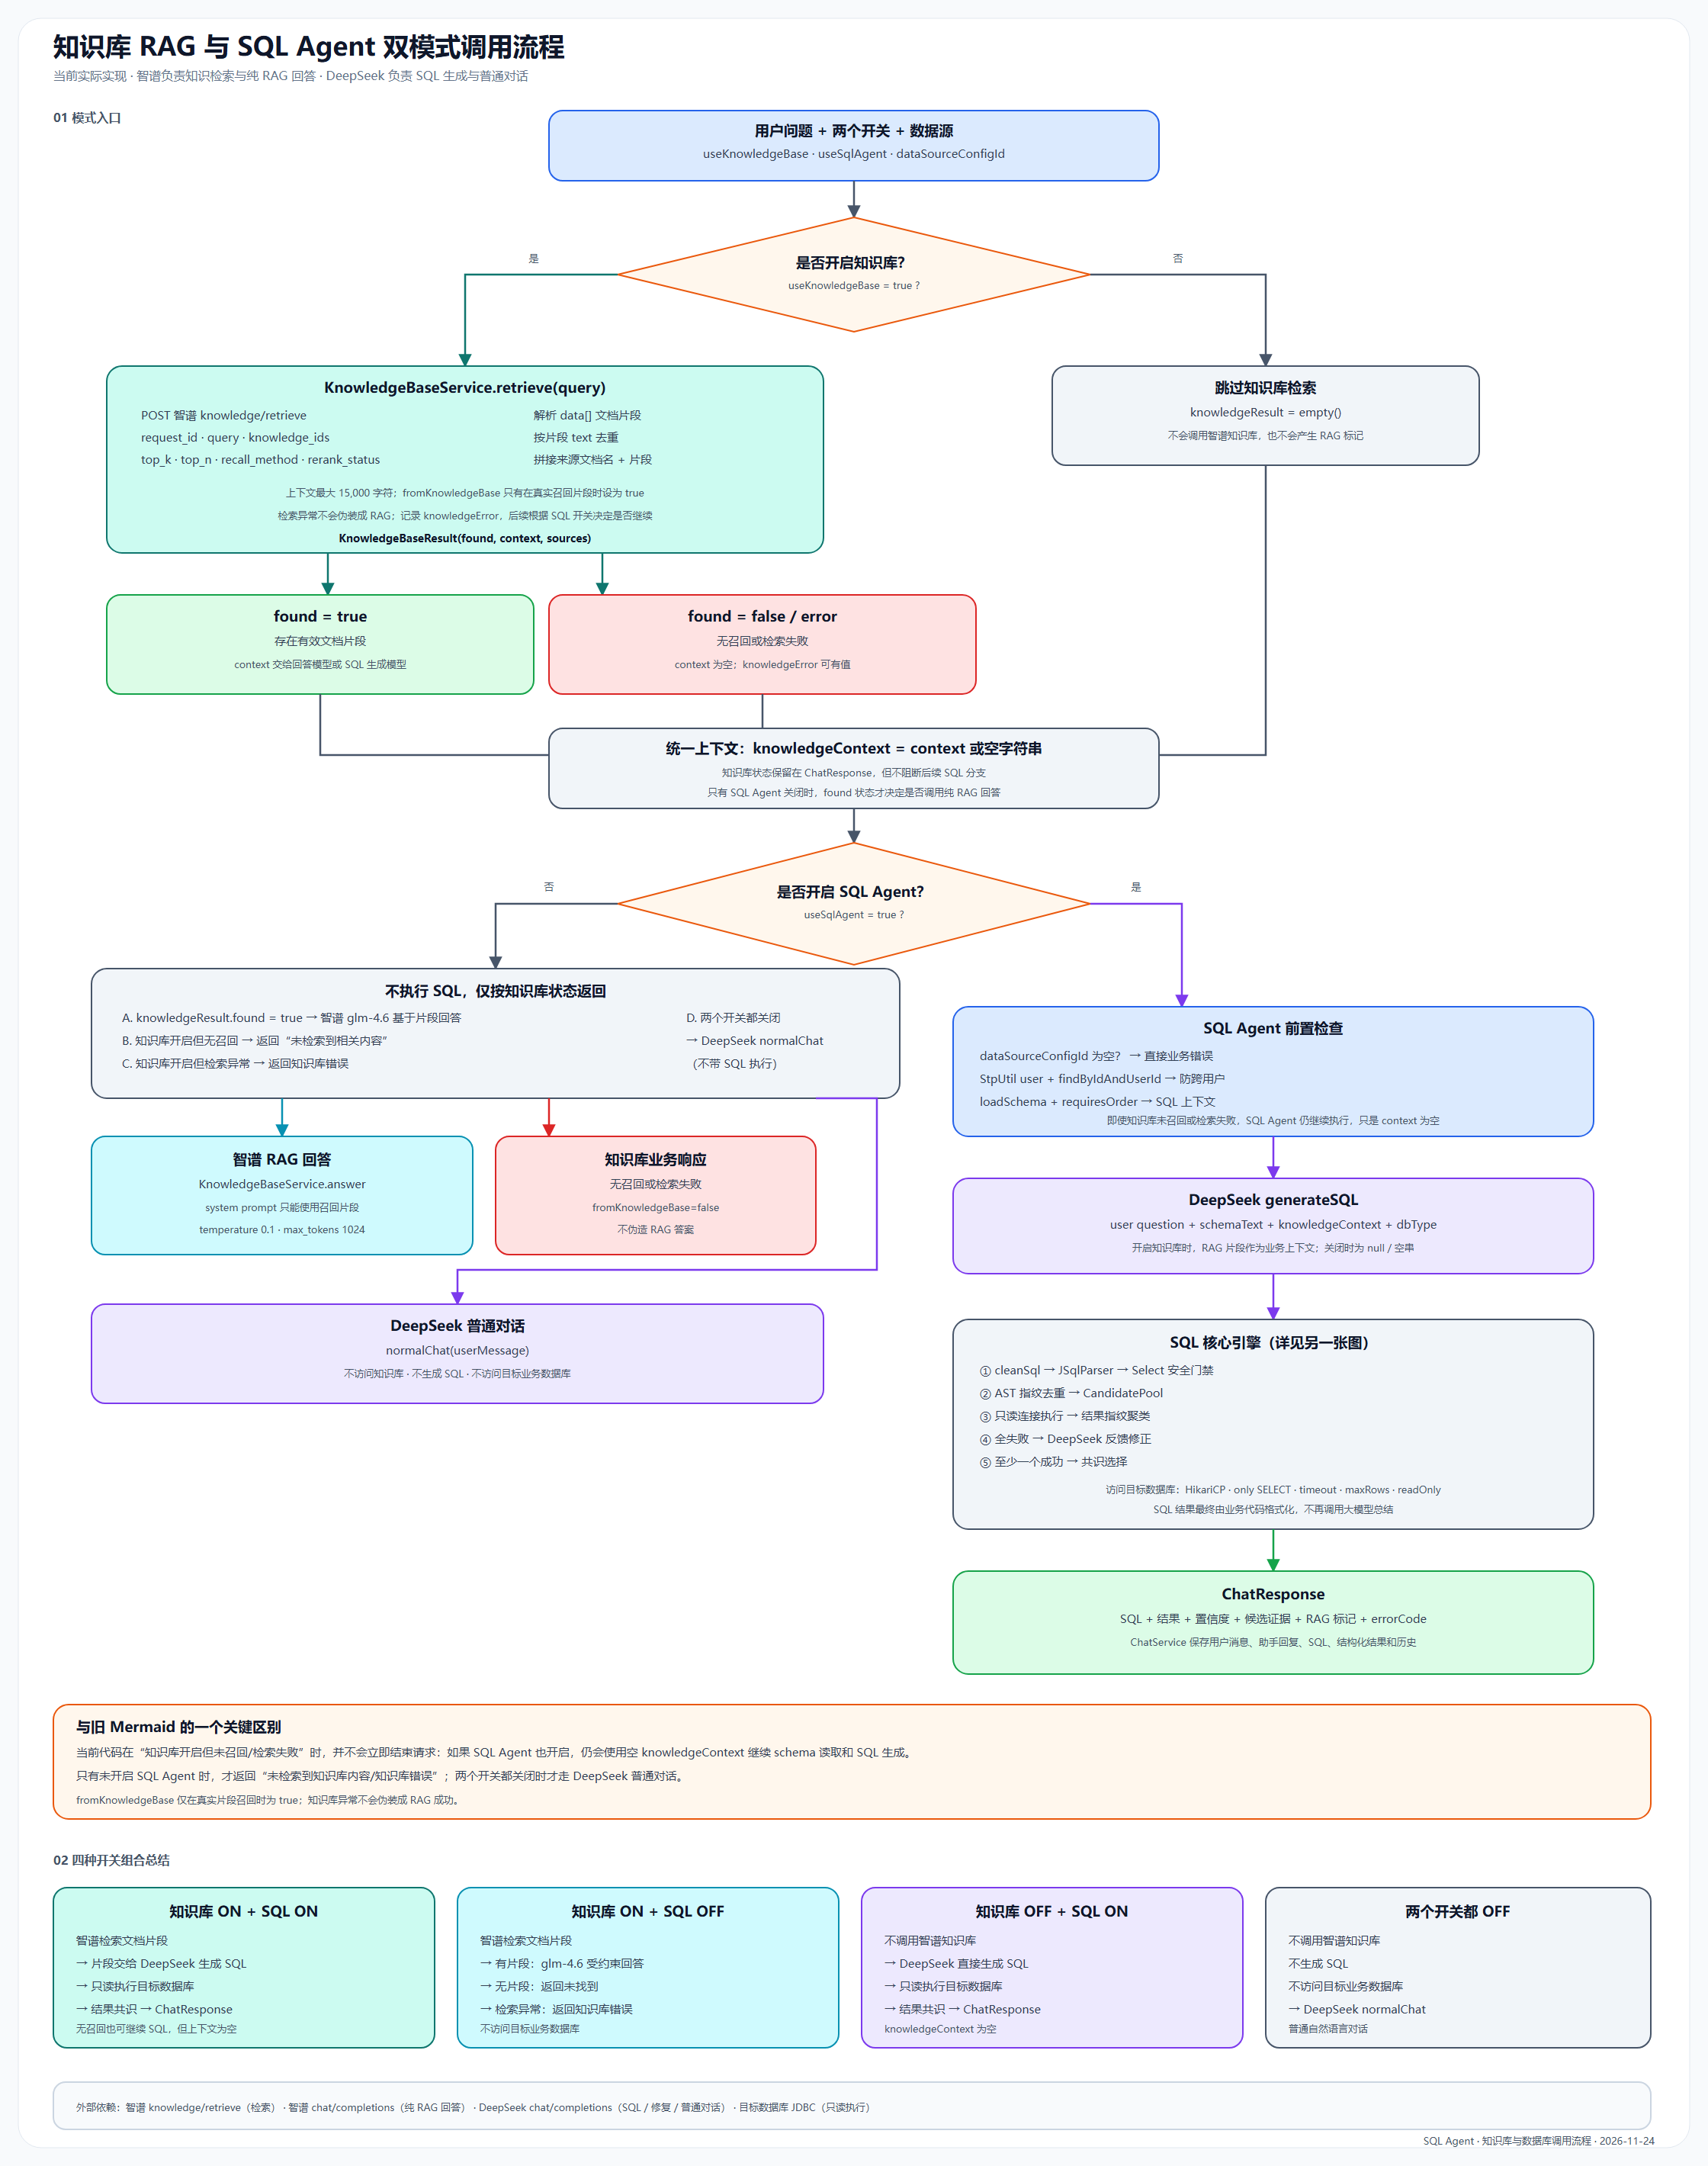 知识库 RAG 与 SQL Agent 双模式调用流程
当前实际实现 · 智谱负责知识检索与纯 RAG 回答 · DeepSeek 负责 SQL 生成与普通对话
01 模式入口
用户问题 + 两个开关 + 数据源
useKnowledgeBase · useSqlAgent · dataSourceConfigId
是否开启知识库?
useKnowledgeBase = true ?
是
否
KnowledgeBaseService.retrieve(query)
POST 智谱 knowledge/retrieve
request_id · query · knowledge_ids
top_k · top_n · recall_method · rerank_status
解析 data[] 文档片段
按片段 text 去重
拼接来源文档名 + 片段
上下文最大 15,000 字符；fromKnowledgeBase 只有在真实召回片段时设为 true
检索异常不会伪装成 RAG；记录 knowledgeError，后续根据 SQL 开关决定是否继续
KnowledgeBaseResult(found, context, sources)
跳过知识库检索
knowledgeResult = empty()
不会调用智谱知识库，也不会产生 RAG 标记
found = true
存在有效文档片段
context 交给回答模型或 SQL 生成模型
found = false / error
无召回或检索失败
context 为空；knowledgeError 可有值
统一上下文：knowledgeContext = context 或空字符串
知识库状态保留在 ChatResponse，但不阻断后续 SQL 分支
只有 SQL Agent 关闭时，found 状态才决定是否调用纯 RAG 回答
是否开启 SQL Agent?
useSqlAgent = true ?
否
是
不执行 SQL，仅按知识库状态返回
A. knowledgeResult.found = true → 智谱 glm-4.6 基于片段回答
B. 知识库开启但无召回 → 返回“未检索到相关内容”
C. 知识库开启但检索异常 → 返回知识库错误
D. 两个开关都关闭
→ DeepSeek normalChat
（不带 SQL 执行）
SQL Agent 前置检查
dataSourceConfigId 为空？ → 直接业务错误
StpUtil user + findByIdAndUserId → 防跨用户
loadSchema + requiresOrder → SQL 上下文
即使知识库未召回或检索失败，SQL Agent 仍继续执行，只是 context 为空
智谱 RAG 回答
KnowledgeBaseService.answer
system prompt 只能使用召回片段
temperature 0.1 · max_tokens 1024
知识库业务响应
无召回或检索失败
fromKnowledgeBase=false
不伪造 RAG 答案
DeepSeek generateSQL
user question + schemaText + knowledgeContext + dbType
开启知识库时，RAG 片段作为业务上下文；关闭时为 null / 空串
DeepSeek 普通对话
normalChat(userMessage)
不访问知识库 · 不生成 SQL · 不访问目标业务数据库
SQL 核心引擎（详见另一张图）
① cleanSql → JSqlParser → Select 安全门禁
② AST 指纹去重 → CandidatePool
③ 只读连接执行 → 结果指纹聚类
④ 全失败 → DeepSeek 反馈修正
⑤ 至少一个成功 → 共识选择
访问目标数据库：HikariCP · only SELECT · timeout · maxRows · readOnly
SQL 结果最终由业务代码格式化，不再调用大模型总结
ChatResponse
SQL + 结果 + 置信度 + 候选证据 + RAG 标记 + errorCode
ChatService 保存用户消息、助手回复、SQL、结构化结果和历史
与旧 Mermaid 的一个关键区别
当前代码在“知识库开启但未召回/检索失败”时，并不会立即结束请求：如果 SQL Agent 也开启，仍会使用空 knowledgeContext 继续 schema 读取和 SQL 生成。
只有未开启 SQL Agent 时，才返回“未检索到知识库内容/知识库错误”；两个开关都关闭时才走 DeepSeek 普通对话。
fromKnowledgeBase 仅在真实片段召回时为 true；知识库异常不会伪装成 RAG 成功。
02 四种开关组合总结
知识库 ON + SQL ON
智谱检索文档片段
→ 片段交给 DeepSeek 生成 SQL
→ 只读执行目标数据库
→ 结果共识 → ChatResponse
无召回也可继续 SQL，但上下文为空
知识库 ON + SQL OFF
智谱检索文档片段
→ 有片段：glm-4.6 受约束回答
→ 无片段：返回未找到
→ 检索异常：返回知识库错误
不访问目标业务数据库
知识库 OFF + SQL ON
不调用智谱知识库
→ DeepSeek 直接生成 SQL
→ 只读执行目标数据库
→ 结果共识 → ChatResponse
knowledgeContext 为空
两个开关都 OFF
不调用智谱知识库
不生成 SQL
不访问目标业务数据库
→ DeepSeek normalChat
普通自然语言对话
外部依赖：智谱 knowledge/retrieve（检索） · 智谱 chat/completions（纯 RAG 回答） · DeepSeek chat/completions（SQL / 修复 / 普通对话） · 目标数据库 JDBC（只读执行）
SQL Agent · 知识库与数据库调用流程 · 2026-11-24